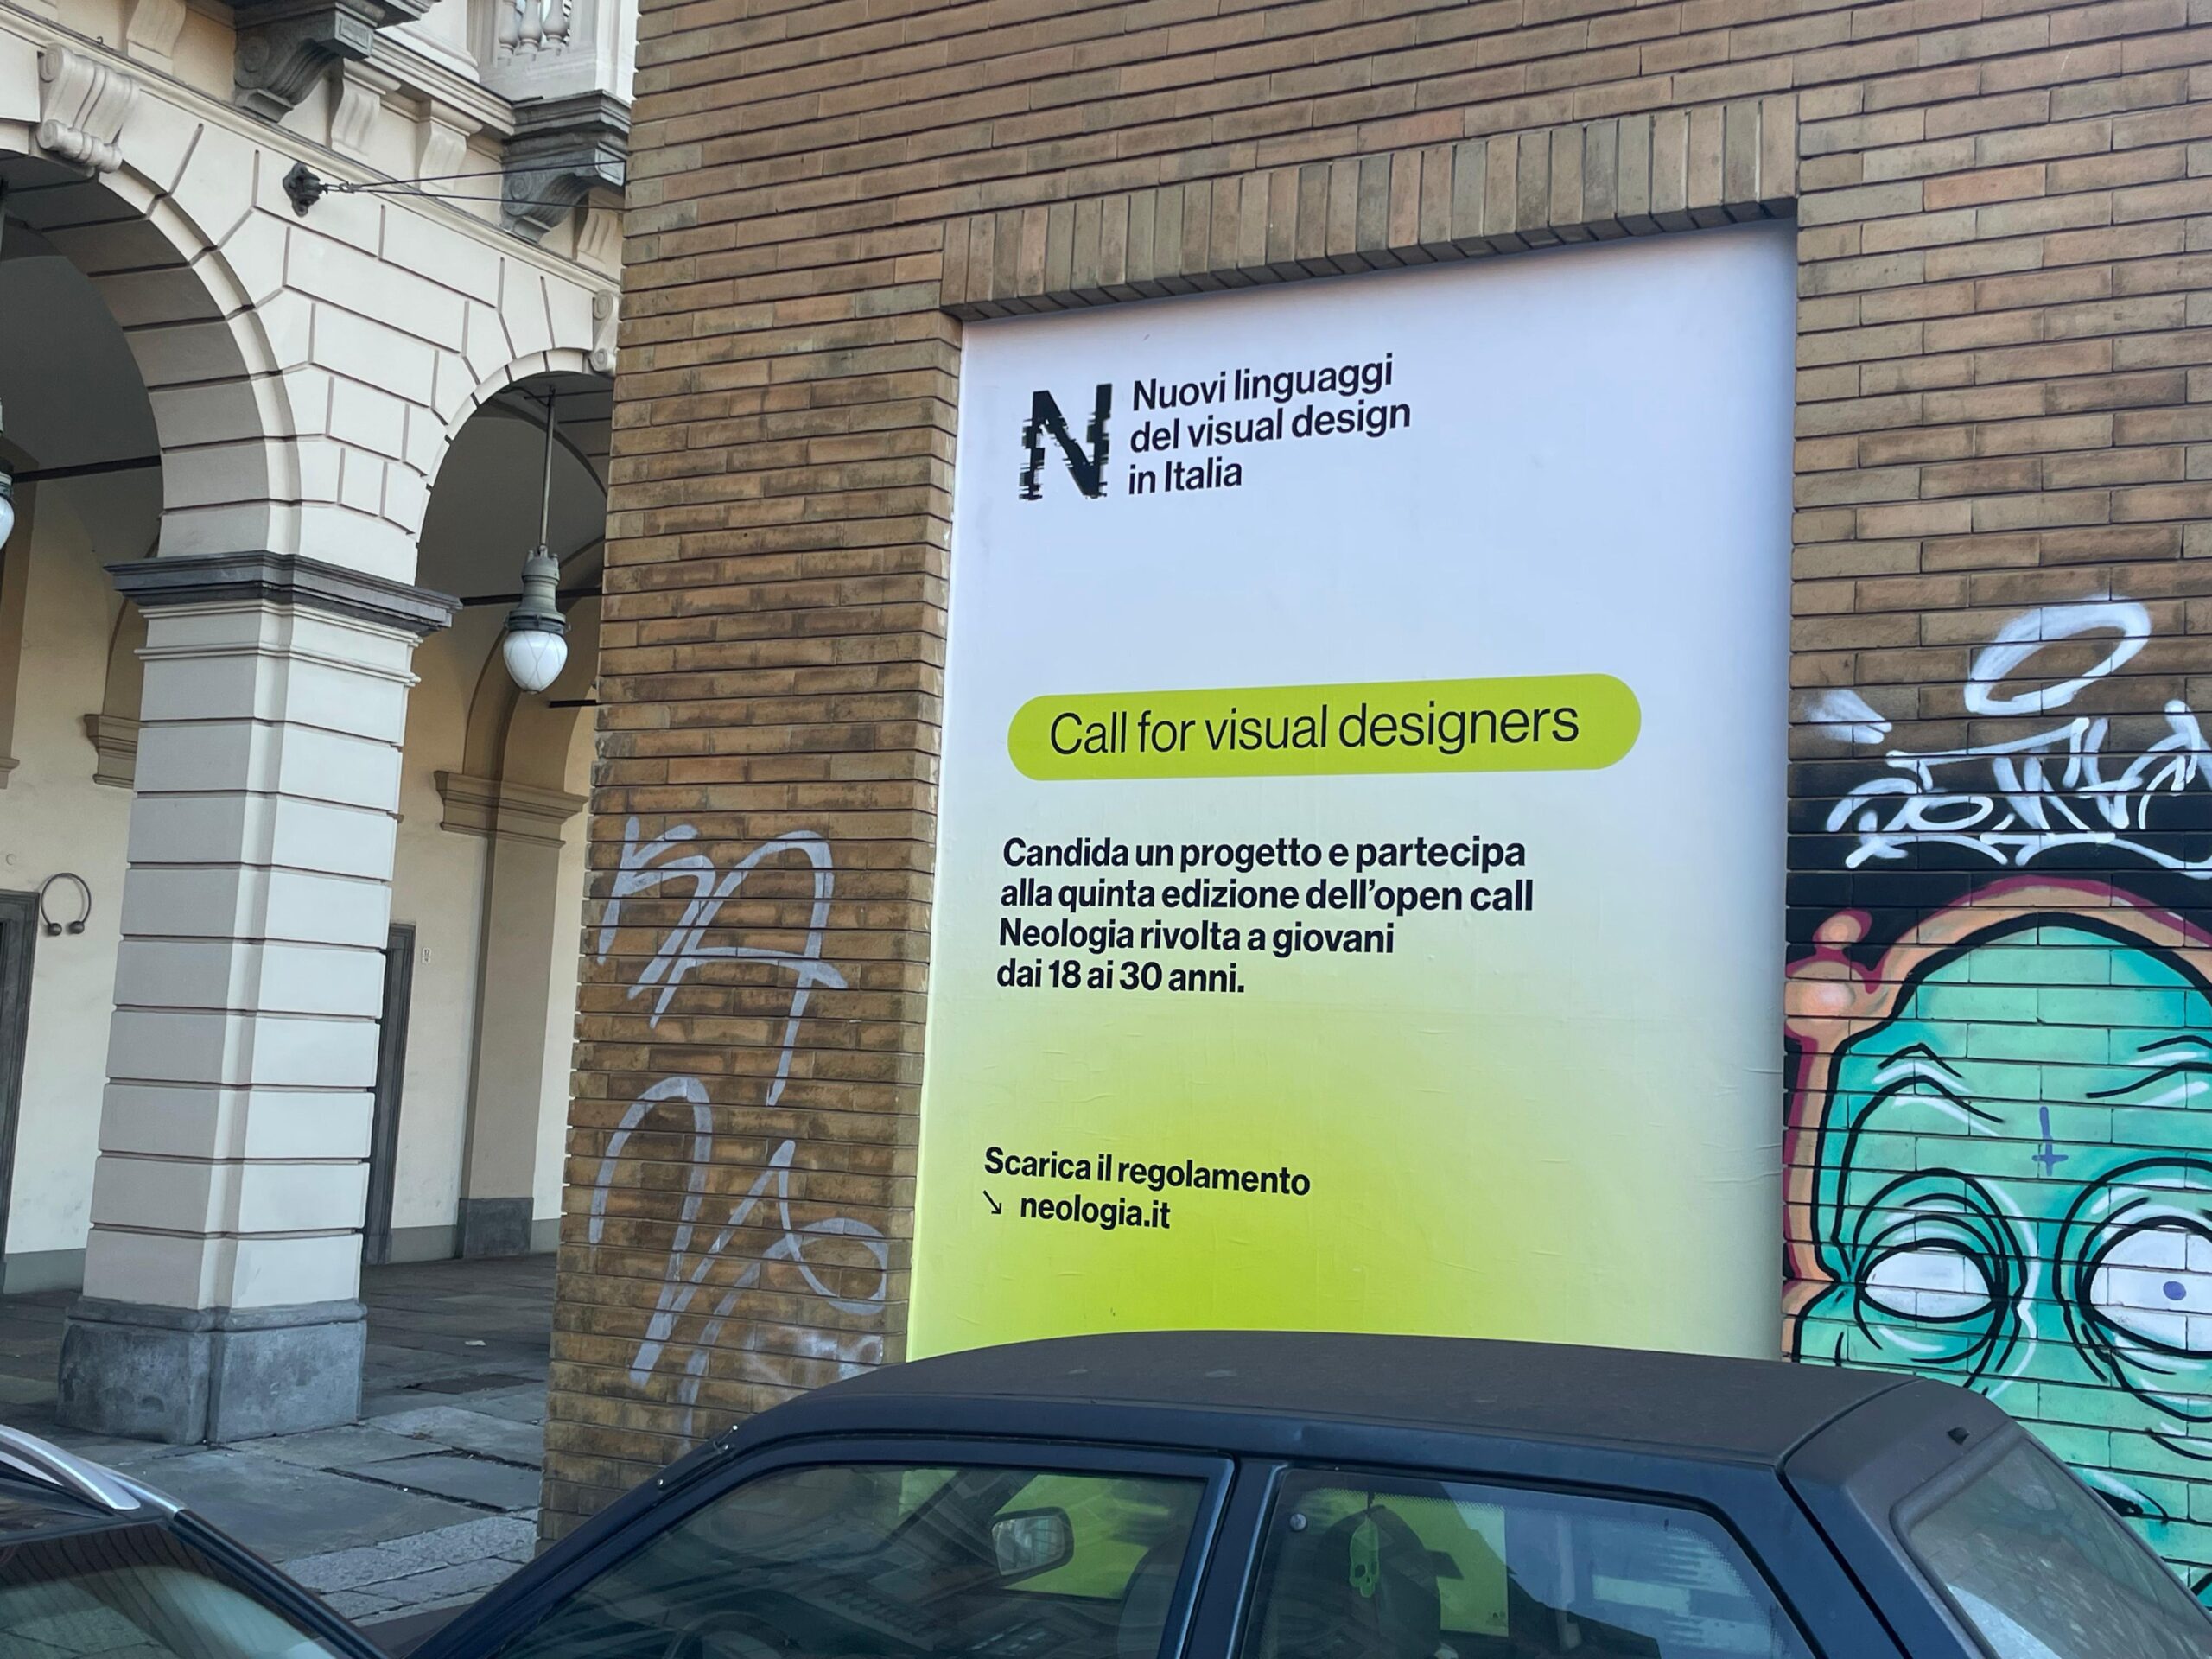 N
Nuovi linguaggi
del visual design
in Italia
Call for visual designers
Candida un progetto e partecipa
alla quinta edizione dell’open call
Neologia rivolta a giovani
dai 18 ai 30 anni.
Scarica il regolamento
↘ neologia.it